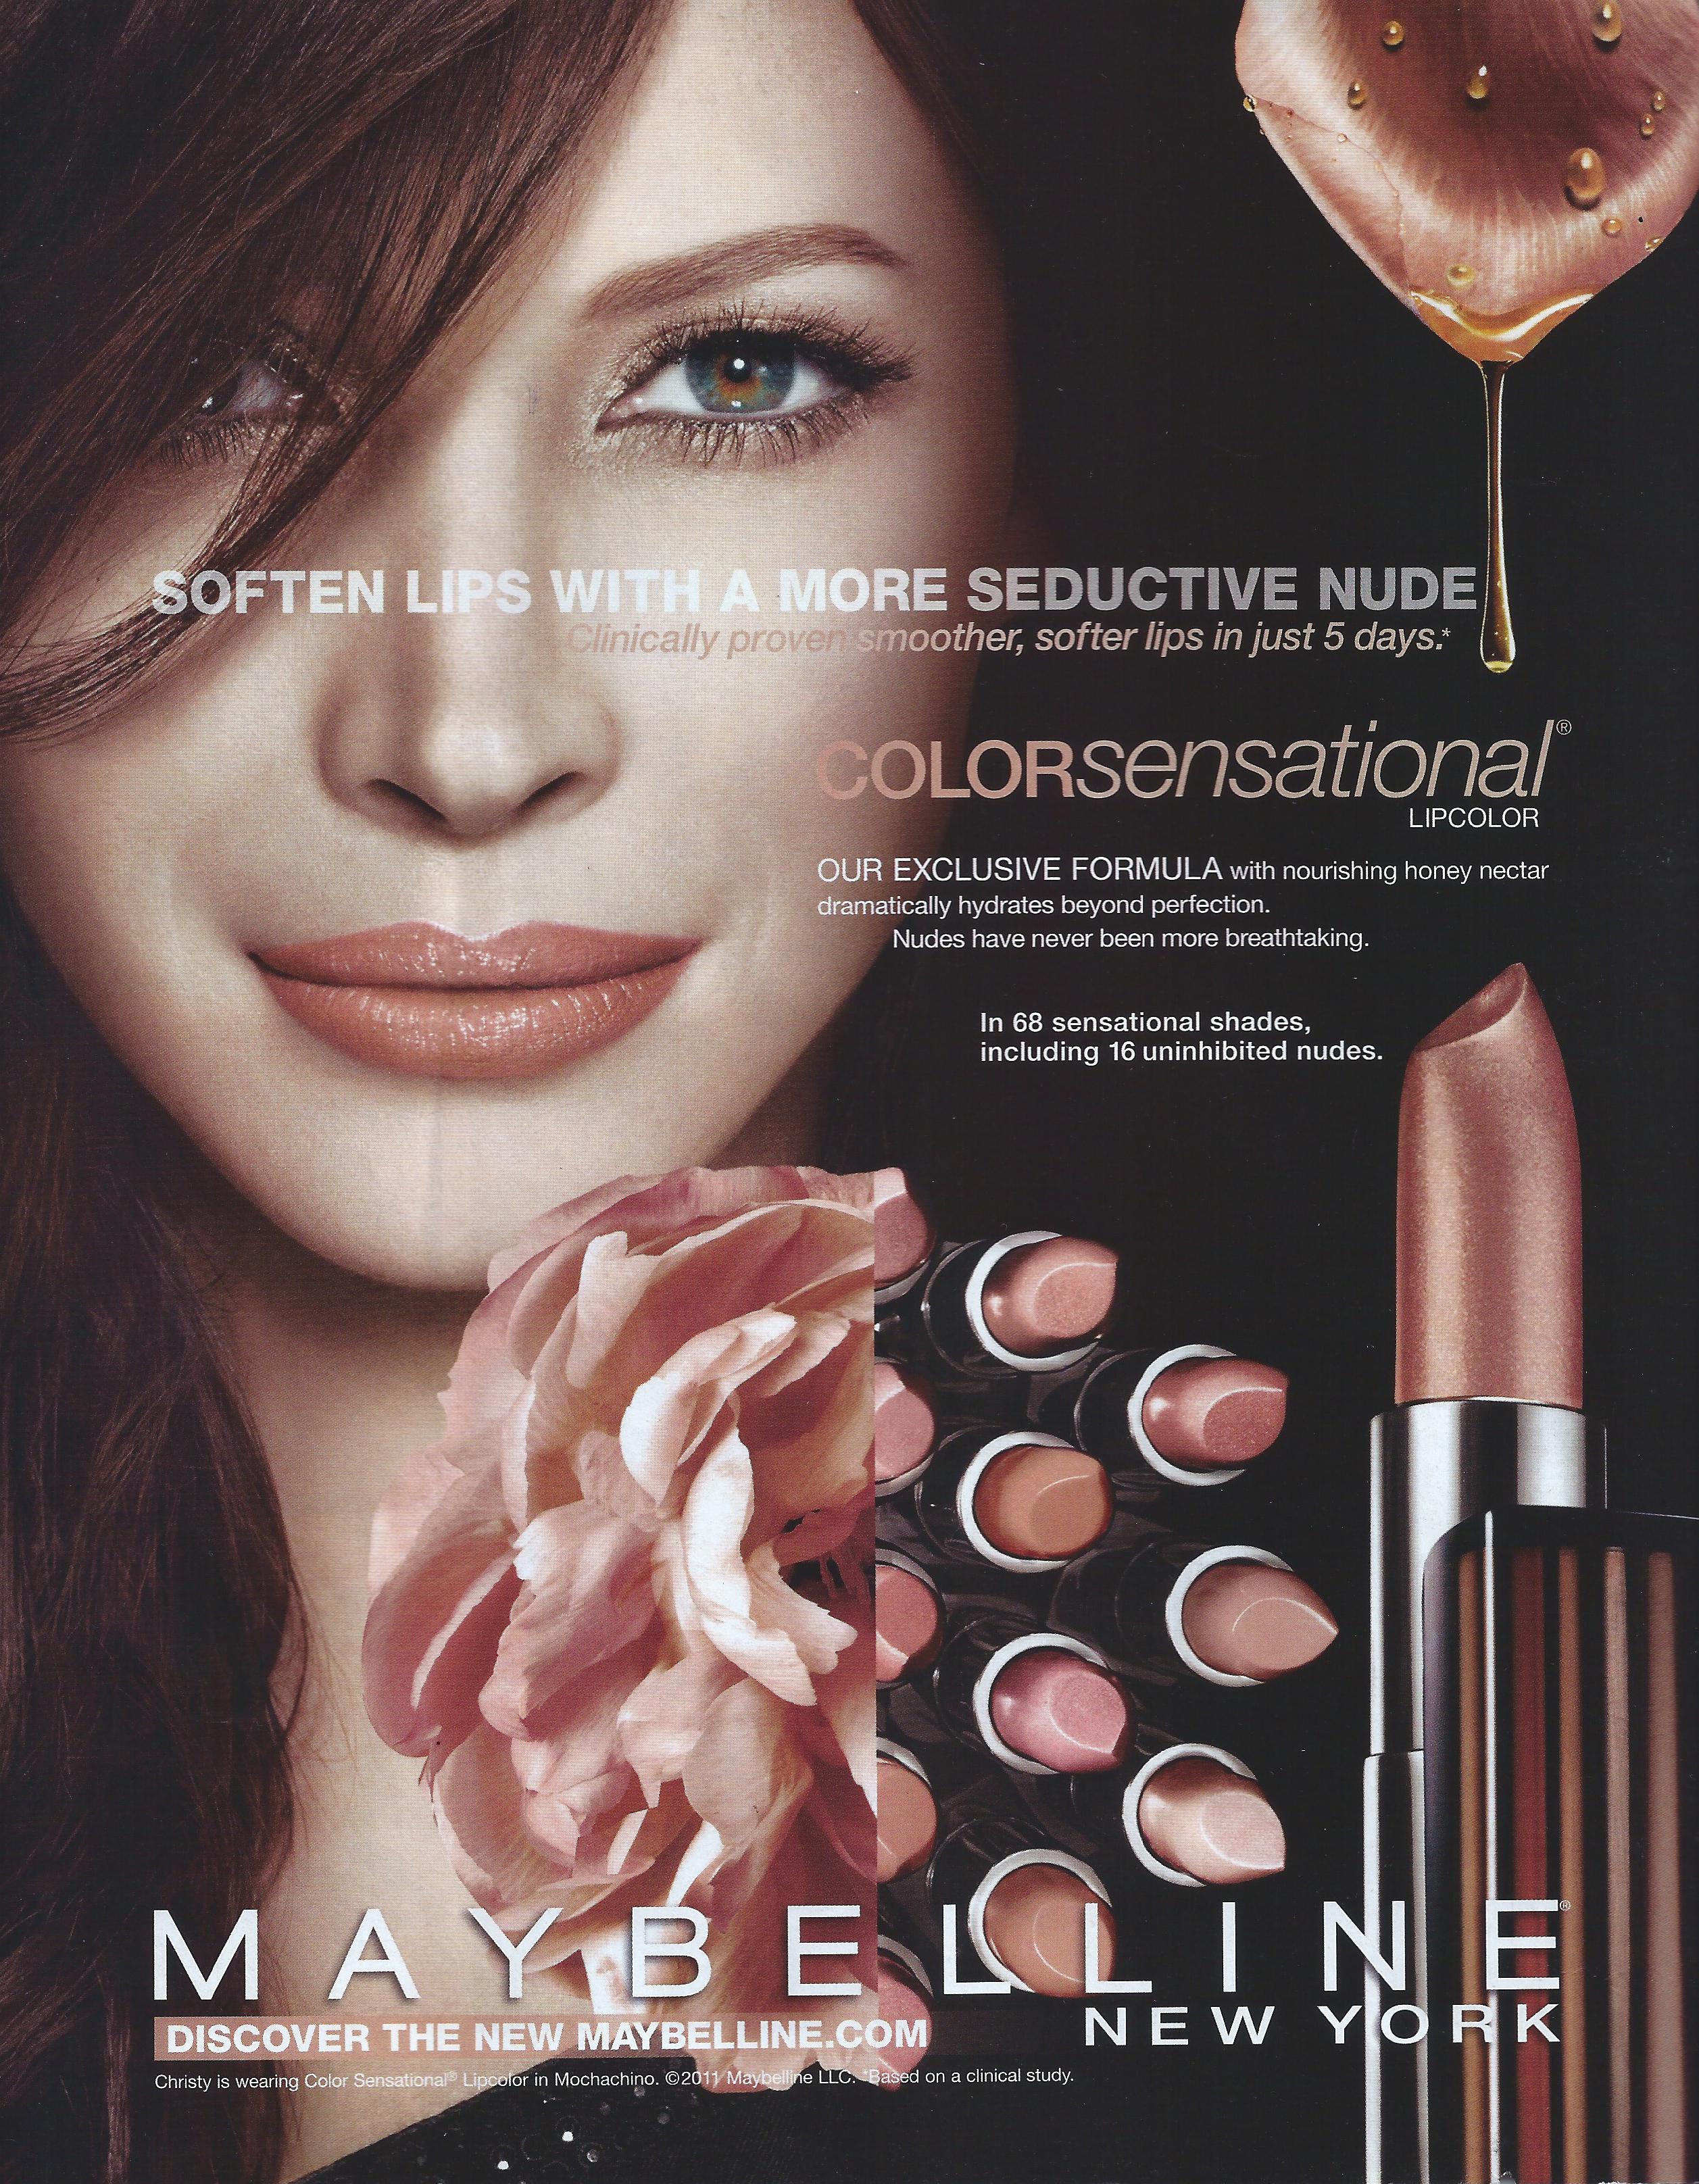 SOFTEN LIPS WITH A MORE SEDUCTIVE NUDE
Clinically proven smoother, softer lips in just 5 days.*
COLORsensational®
LIPCOLOR
OUR EXCLUSIVE FORMULA with nourishing honey nectar
dramatically hydrates beyond perfection.
Nudes have never been more breathtaking.
In 68 sensational shades,
including 16 uninhibited nudes.
MAYBELLINE®
NEW YORK
DISCOVER THE NEW MAYBELLINE.COM
Christy is wearing Color Sensational® Lipcolor in Mochachino. ©2011 Maybelline LLC. *Based on a clinical study.